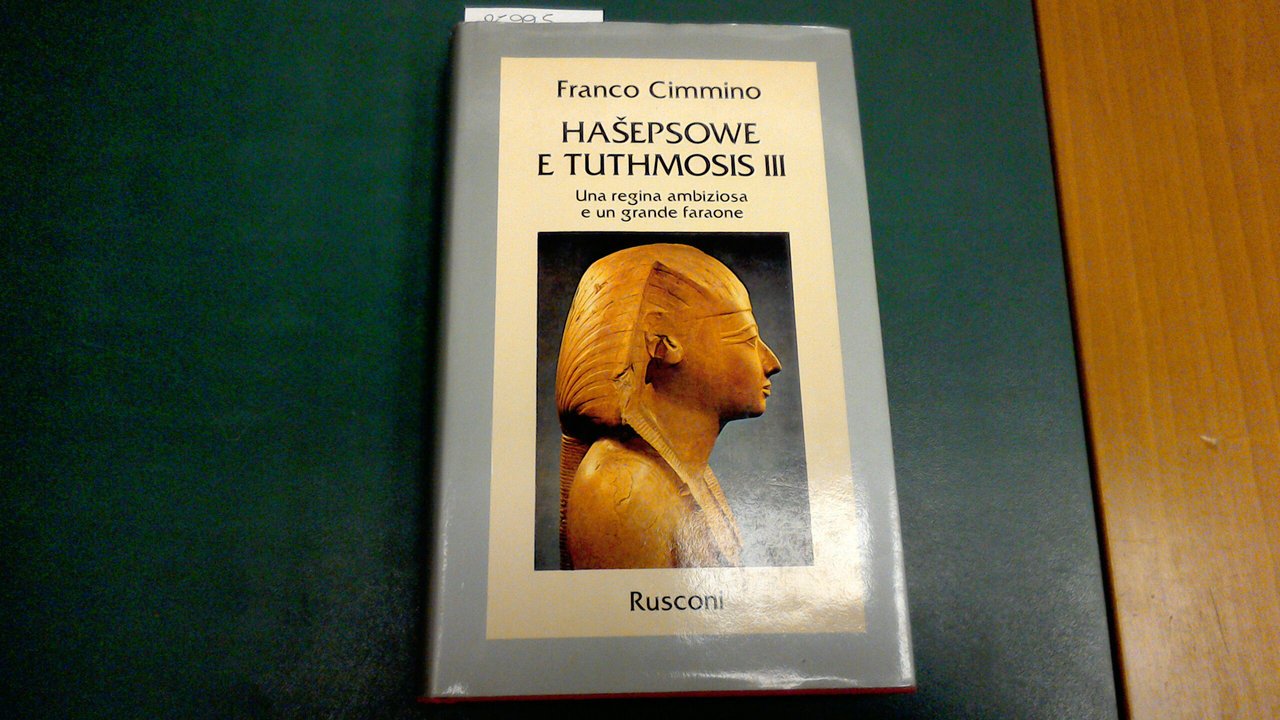 Franco Cimmino
HAŠEPSOWE
E TUTHMOSIS III
Una regina ambiziosa
e un grande faraone
Rusconi